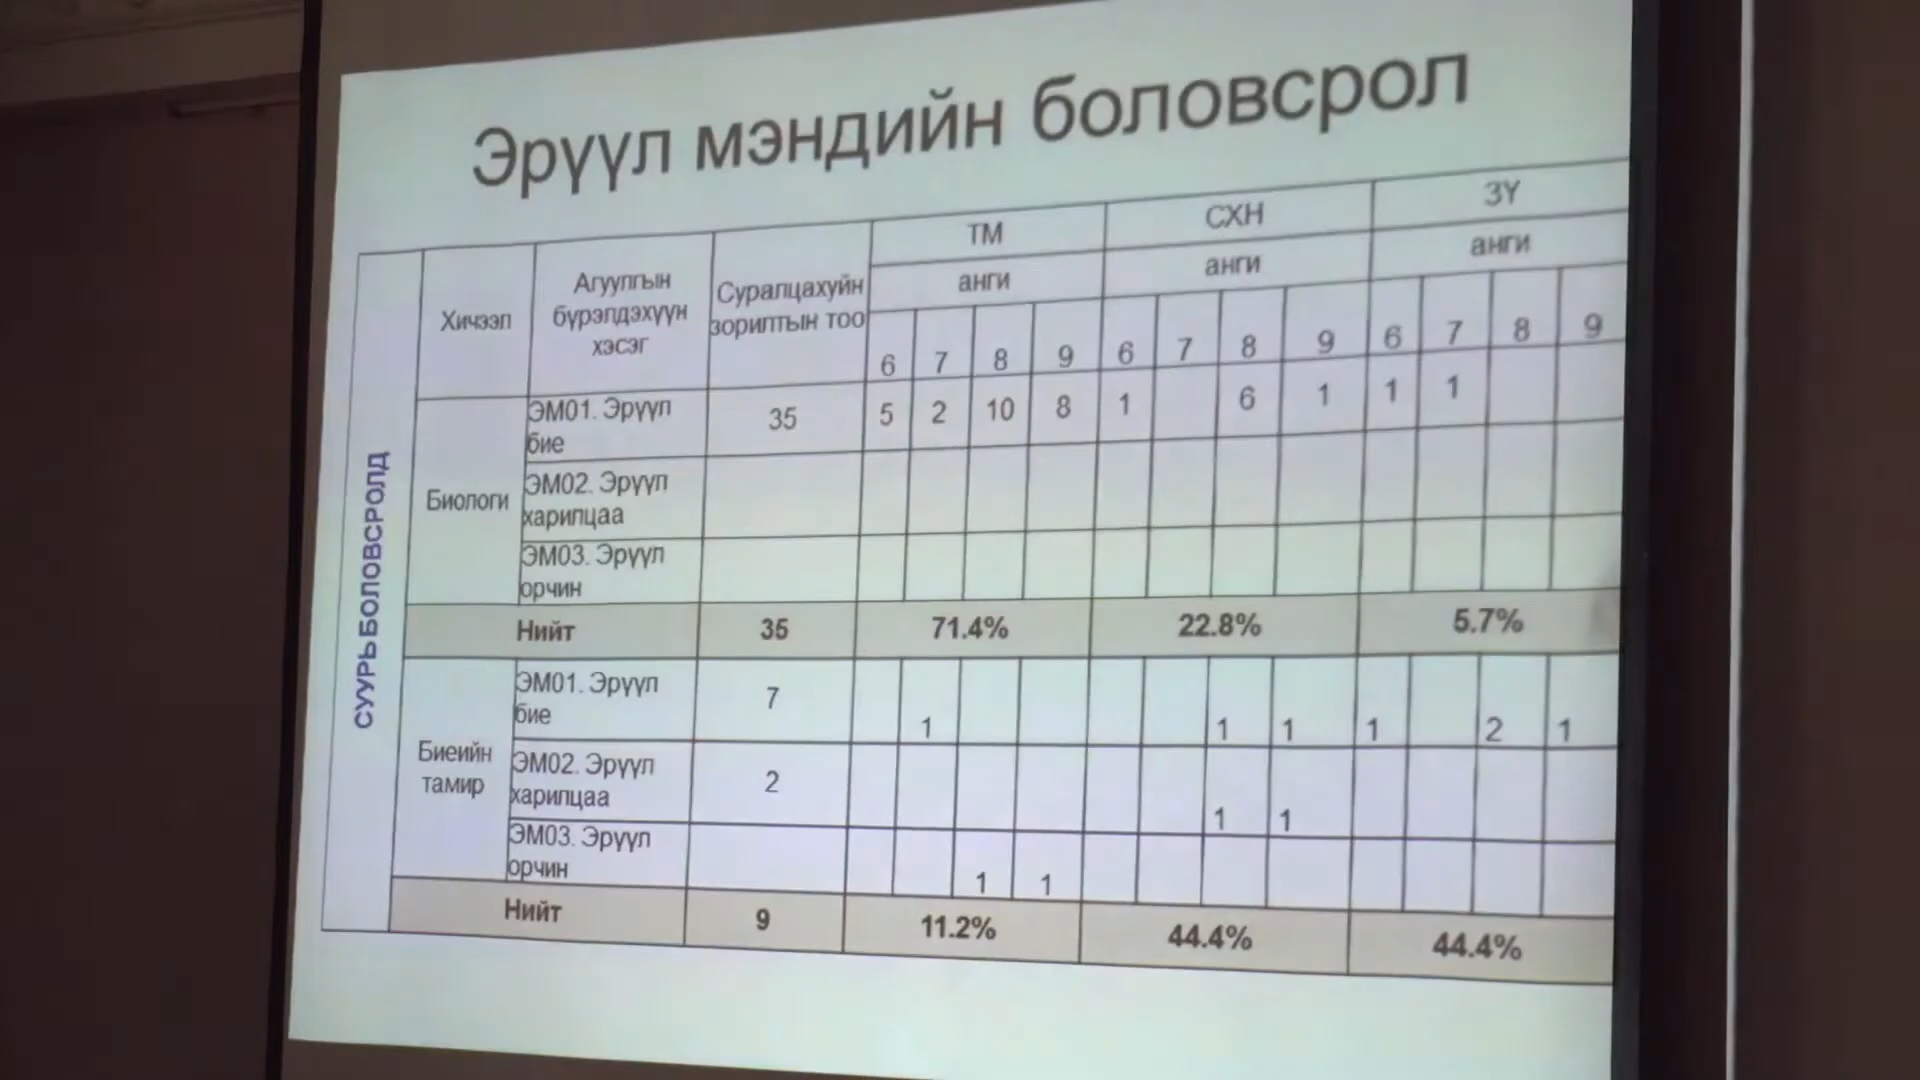 Эрүүл мэндийн боловсрол
СУУРЬ БОЛОВСРОЛД
Хичээл
Агуулгын
бүрэлдэхүүн
хэсэг
Суралцахуйн
зорилтын тоо
ТМ СХН ЗҮ
анги анги анги
6 7 8 9 6 7 8 9 6 7 8 9
Биологи
ЭМ01. Эрүүл
бие
35 5 2 10 8 1 6 1 1 1
ЭМ02. Эрүүл
харилцаа
ЭМ03. Эрүүл
орчин
Нийт 35 71.4% 22.8% 5.7%
Биеийн
тамир
ЭМ01. Эрүүл
бие
7 1 1 1 1 2 1
ЭМ02. Эрүүл
харилцаа
2 1 1
ЭМ03. Эрүүл
орчин
1 1
Нийт 9 11.2% 44.4% 44.4%